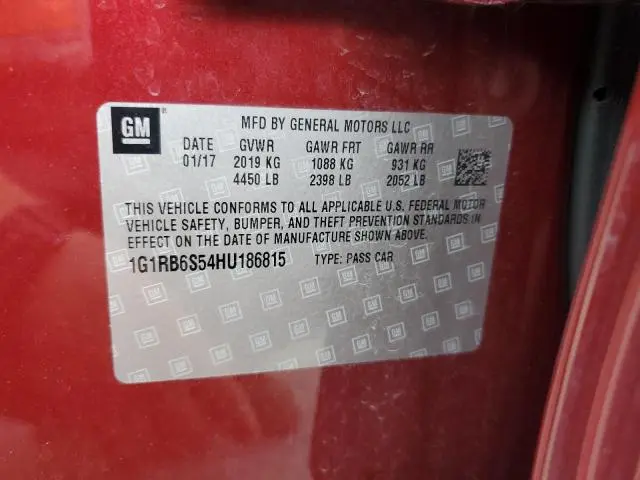 GM ® MFD BY GENERAL MOTORS LLC
DATE GVWR GAWR FRT GAWR RR
01/17 2019 KG 1088 KG 931 KG
4450 LB 2398 LB 2052 LB
THIS VEHICLE CONFORMS TO ALL APPLICABLE U.S. FEDERAL MOTOR
VEHICLE SAFETY, BUMPER, AND THEFT PREVENTION STANDARDS IN
EFFECT ON THE DATE OF MANUFACTURE SHOWN ABOVE.
1G1RB6S54HU186815 TYPE: PASS CAR